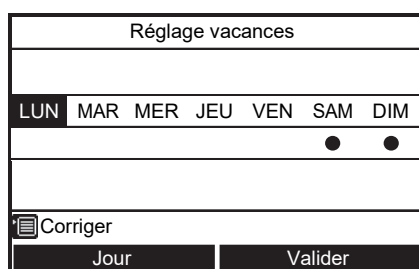 Réglage vacances
LUN MAR MER JEU VEN SAM DIM
Corriger
Jour Valider